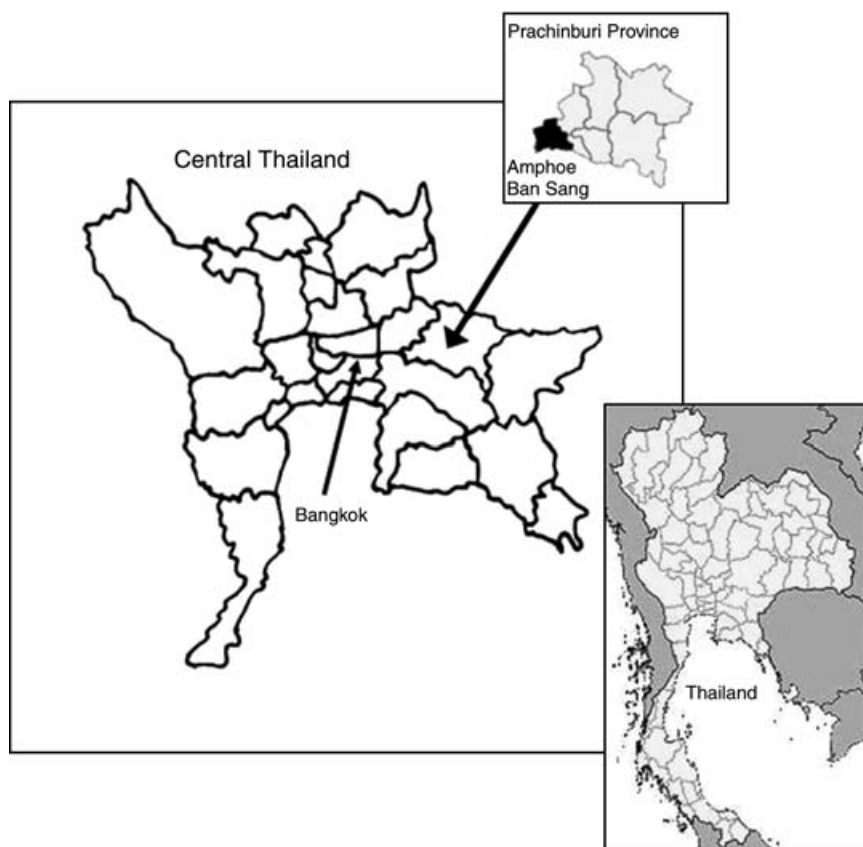 Prachinburi Province
Amphoe
Ban Sang
Central Thailand
Bangkok
Thailand